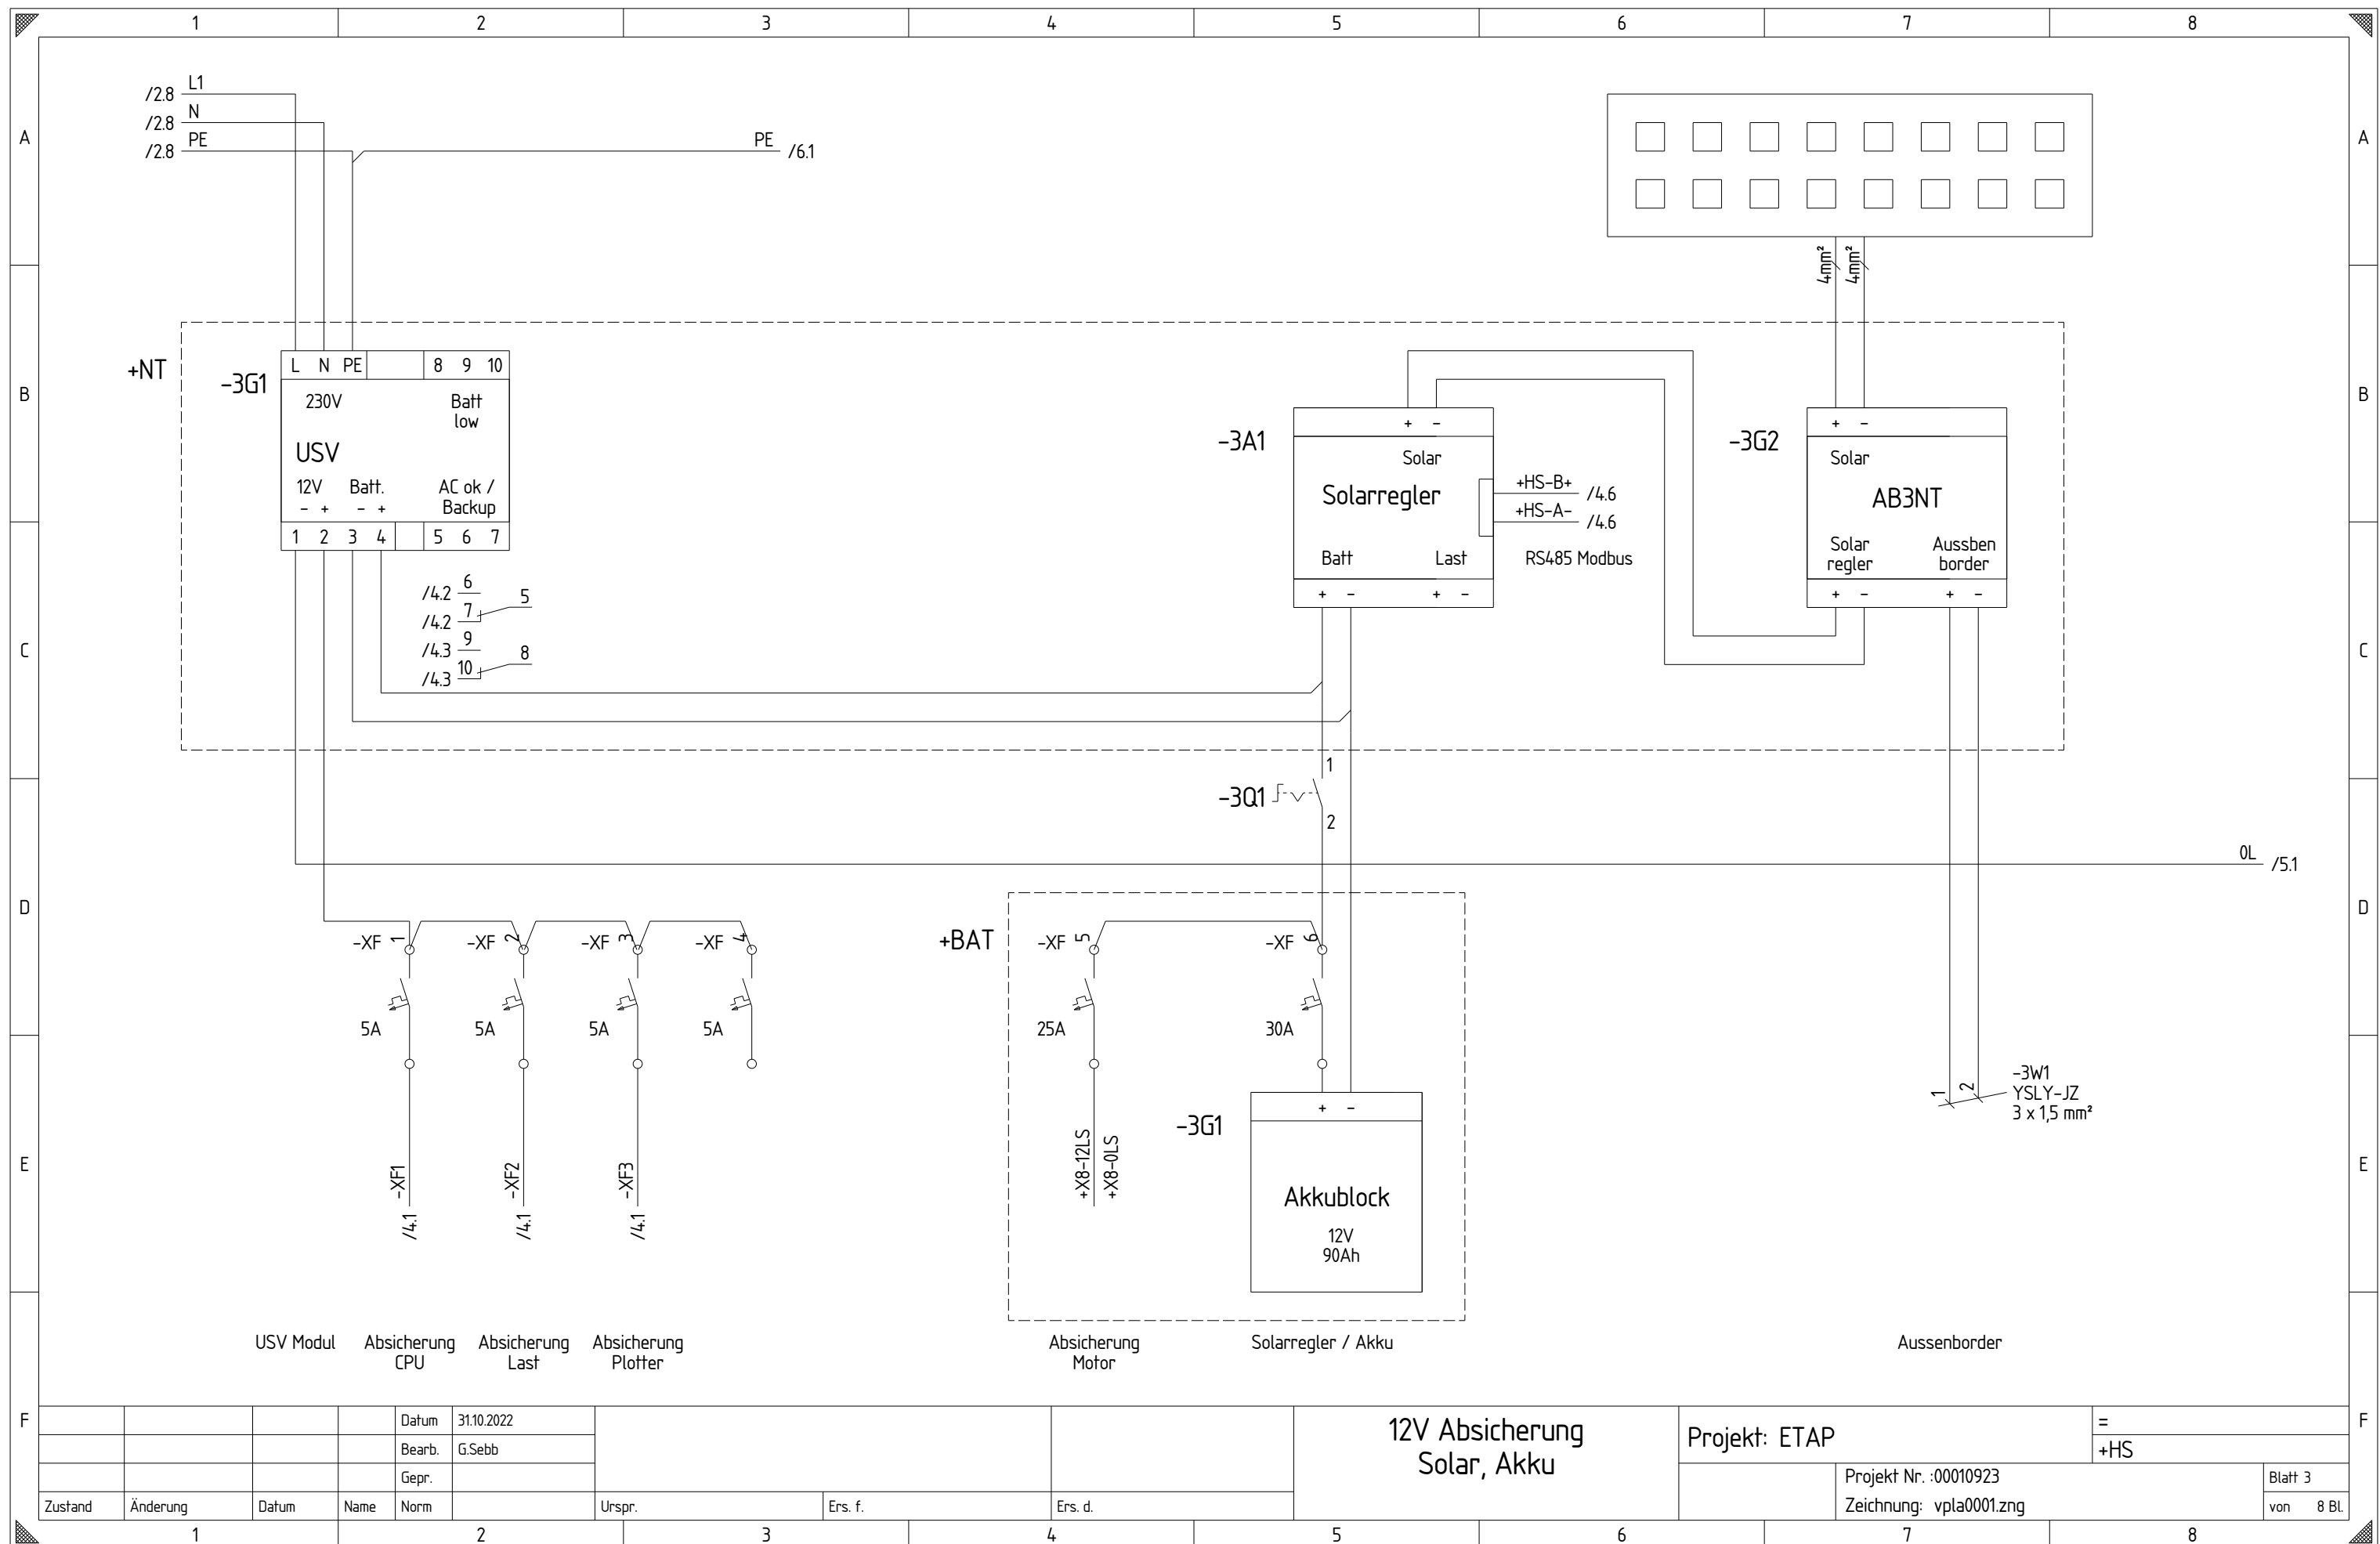 1 2 3 4 5 6 7 8
L1
/2.8
N
/2.8
PE
/2.8
PE
/6.1
A A
4mm²
4mm²
+NT
-3G1
L N PE 8 9 10
230V Batt
low
USV
12V Batt. AC ok /
- + - + Backup
1 2 3 4 5 6 7
B B
-3A1
+ -
Solar
Solarregler
Batt Last
+ - + -
+HS-B+ /4.6
+HS-A- /4.6
RS485 Modbus
-3G2
+ -
Solar
AB3NT
Solar Aussben
regler border
+ - + -
/4.2 6
/4.2 7 5
/4.3 9
/4.3 10 8
C C
1
-3Q1
2
0L /5.1
D D
-XF 1
-XF 2
-XF 3
-XF 4
+BAT
-XF 5
-XF 6
5A 5A 5A 5A 25A 30A
-3W1
YSLY-JZ
3 x 1,5 mm²
1 2
+ -
-3G1
Akkublock
12V
90Ah
-XF1
/4.1
-XF2
/4.1
-XF3
/4.1
+X8-12LS
+X8-0LS
E E
USV Modul Absicherung Absicherung Absicherung Absicherung Solarregler / Akku Aussenborder
CPU Last Plotter Motor
F F
Datum 31.10.2022
Bearb. G.Sebb
Gepr.
Zustand Änderung Datum Name Norm Urspr. Ers. f. Ers. d.
12V Absicherung
Solar, Akku
Projekt: ETAP
=
+HS
Projekt Nr. :00010923
Zeichnung: vpla0001.zng
Blatt 3
von 8 Bl.
1 2 3 4 5 6 7 8